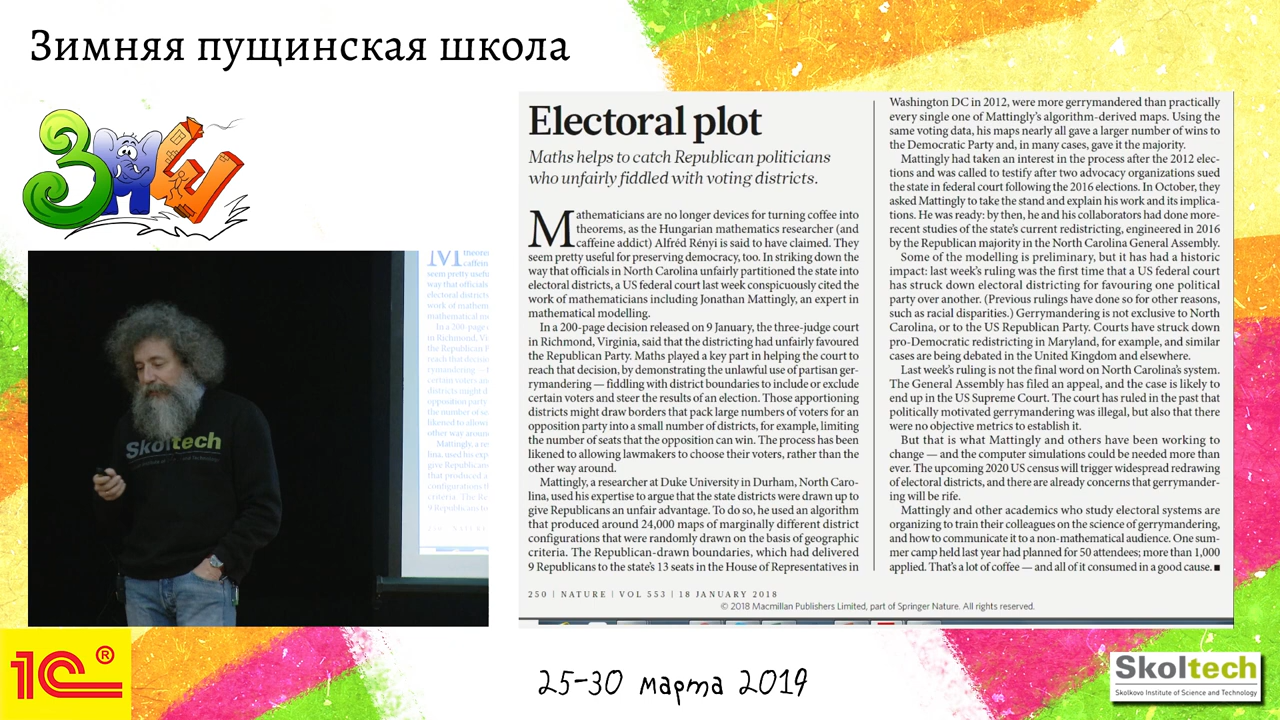 Зимняя пущинская школа
ЗПШ
Electoral plot
Maths helps to catch Republican politicians
who unfairly fiddled with voting districts.
Mathematicians are no longer devices for turning coffee into
theorems, as the Hungarian mathematics researcher (and
caffeine addict) Alfréd Rényi is said to have claimed. They
seem pretty useful for preserving democracy, too. In striking down the
way that officials in North Carolina unfairly partitioned the state into
electoral districts, a US federal court last week conspicuously cited the
work of mathematicians including Jonathan Mattingly, an expert in
mathematical modelling.
In a 200-page decision released on 9 January, the three-judge court
in Richmond, Virginia, said that the districting had unfairly favoured
the Republican Party. Maths played a key part in helping the court to
reach that decision, by demonstrating the unlawful use of partisan ger-
rymandering — fiddling with district boundaries to include or exclude
certain voters and steer the results of an election. Those apportioning
districts might draw borders that pack large numbers of voters for an
opposition party into a small number of districts, for example, limiting
the number of seats that the opposition can win. The process has been
likened to allowing lawmakers to choose their voters, rather than the
other way around.
Mattingly, a researcher at Duke University in Durham, North Caro-
lina, used his expertise to argue that the state districts were drawn up to
give Republicans an unfair advantage. To do so, he used an algorithm
that produced around 24,000 maps of marginally different district
configurations that were randomly drawn on the basis of geographic
criteria. The Republican-drawn boundaries, which had delivered
9 Republicans to the state's 13 seats in the House of Representatives in
Washington DC in 2012, were more gerrymandered than practically
every single one of Mattingly's algorithm-derived maps. Using the
same voting data, his maps nearly all gave a larger number of wins to
the Democratic Party and, in many cases, gave it the majority.
Mattingly had taken an interest in the process after the 2012 elec-
tions and was called to testify after two advocacy organizations sued
the state in federal court following the 2016 elections. In October, they
asked Mattingly to take the stand and explain his work and its implica-
tions. He was ready: by then, he and his collaborators had done more-
recent studies of the state's current redistricting, engineered in 2016
by the Republican majority in the North Carolina General Assembly.
Some of the modelling is preliminary, but it has had a historic
impact: last week's ruling was the first time that a US federal court
has struck down electoral districting for favouring one political
party over another. (Previous rulings have done so for other reasons,
such as racial disparities.) Gerrymandering is not exclusive to North
Carolina, or to the US Republican Party. Courts have struck down
pro-Democratic redistricting in Maryland, for example, and similar
cases are being debated in the United Kingdom and elsewhere.
Last week's ruling is not the final word on North Carolina's system.
The General Assembly has filed an appeal, and the case is likely to
end up in the US Supreme Court. The court has ruled in the past that
politically motivated gerrymandering was illegal, but also that there
were no objective metrics to establish it.
But that is what Mattingly and others have been working to
change — and the computer simulations could be needed more than
ever. The upcoming 2020 US census will trigger widespread redrawing
of electoral districts, and there are already concerns that gerrymander-
ing will be rife.
Mattingly and other academics who study electoral systems are
organizing to train their colleagues on the science of gerrymandering,
and how to communicate it to a non-mathematical audience. One sum-
mer camp held last year had planned for 50 attendees; more than 1,000
applied. That's a lot of coffee — and all of it consumed in a good cause. ■
250 | NATURE | VOL 553 | 18 JANUARY 2018
© 2018 Macmillan Publishers Limited, part of Springer Nature. All rights reserved.
Skoltech
1С®
25-30 марта 2019
Skoltech
Skolkovo Institute of Science and Technology